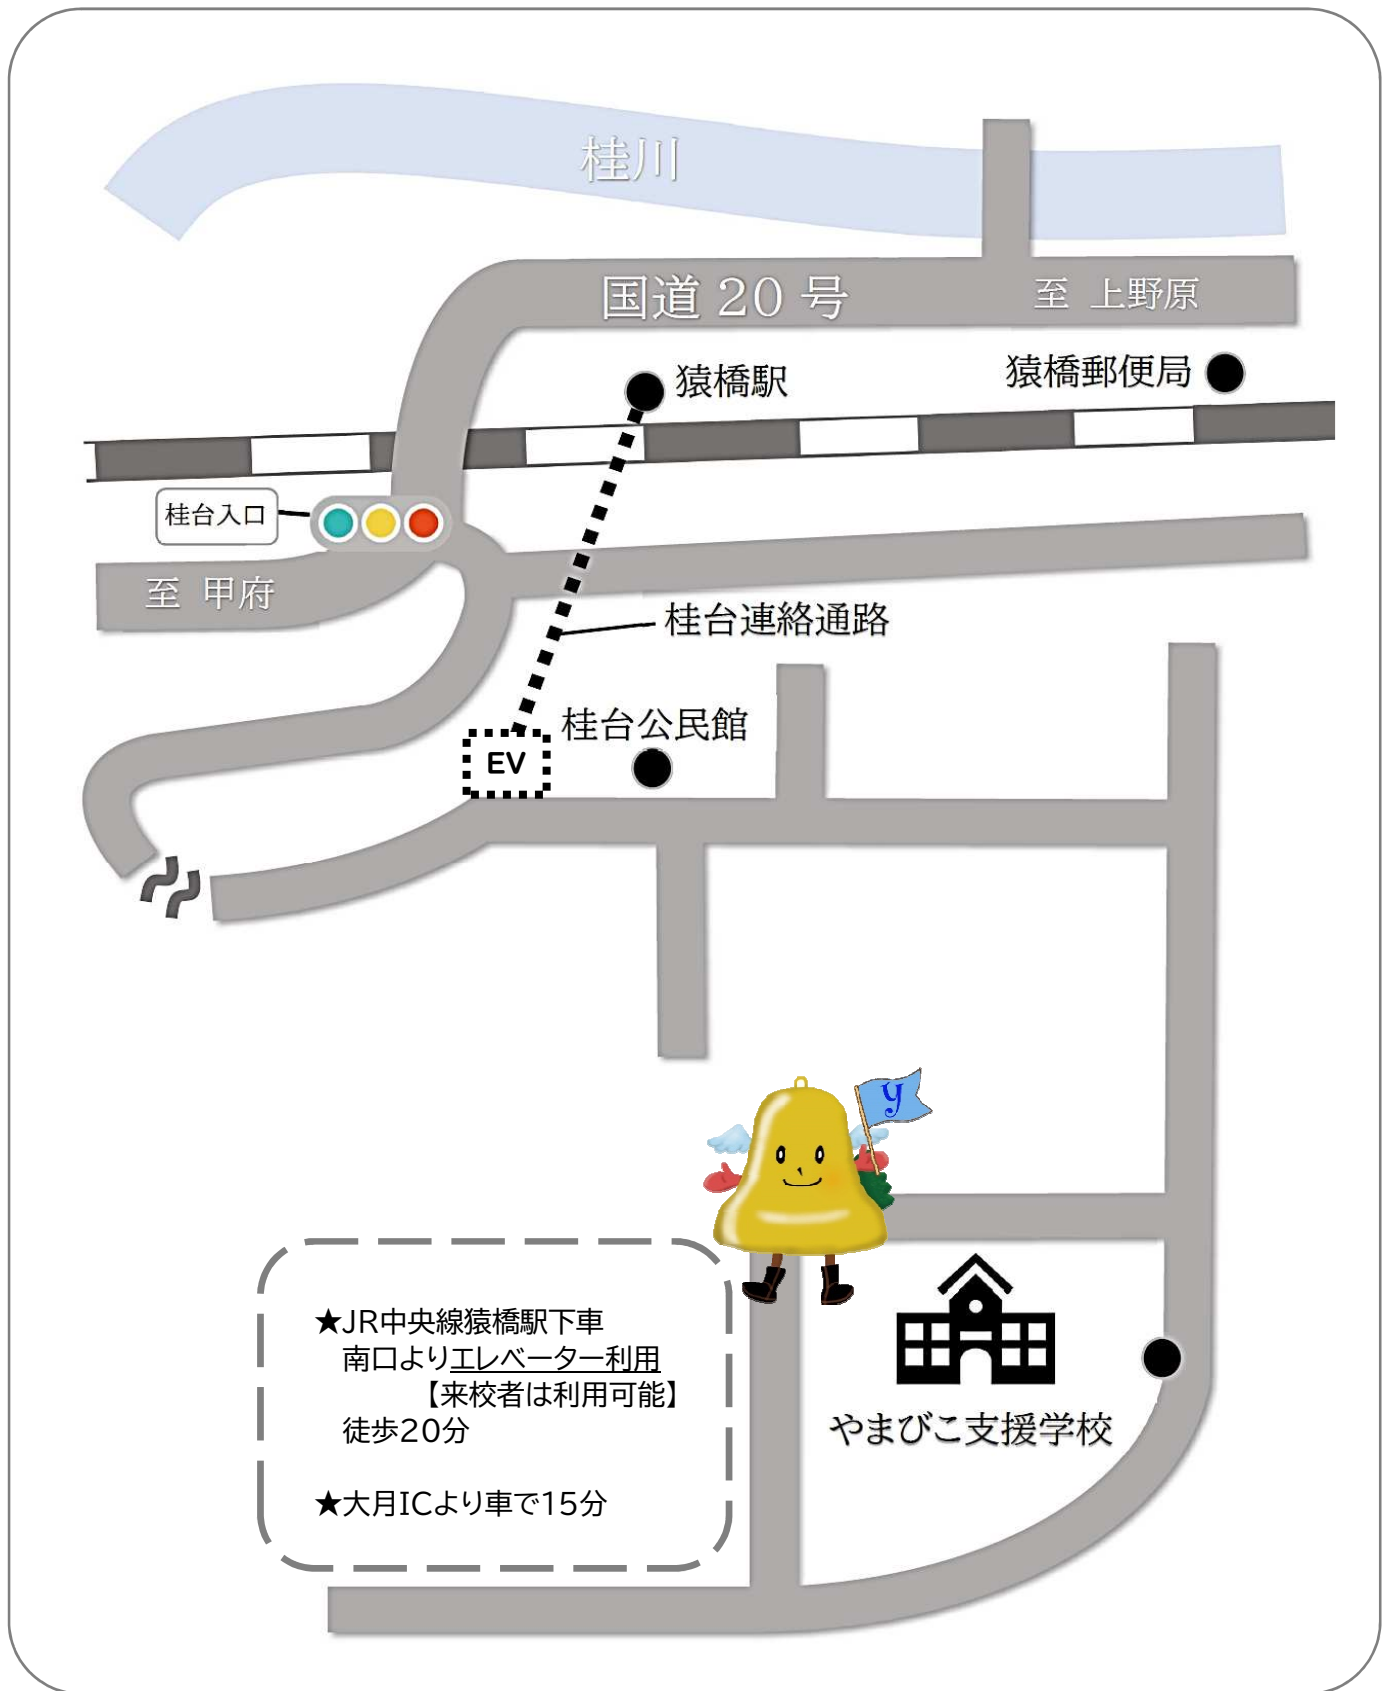 桂川
国道 20 号
至 上野原
猿橋駅
猿橋郵便局
桂台入口
至 甲府
桂台連絡通路
桂台公民館
EV
y
★JR中央線猿橋駅下車
南口よりエレベーター利用
【来校者は利用可能】
徒歩20分
★大月ICより車で15分
やまびこ支援学校